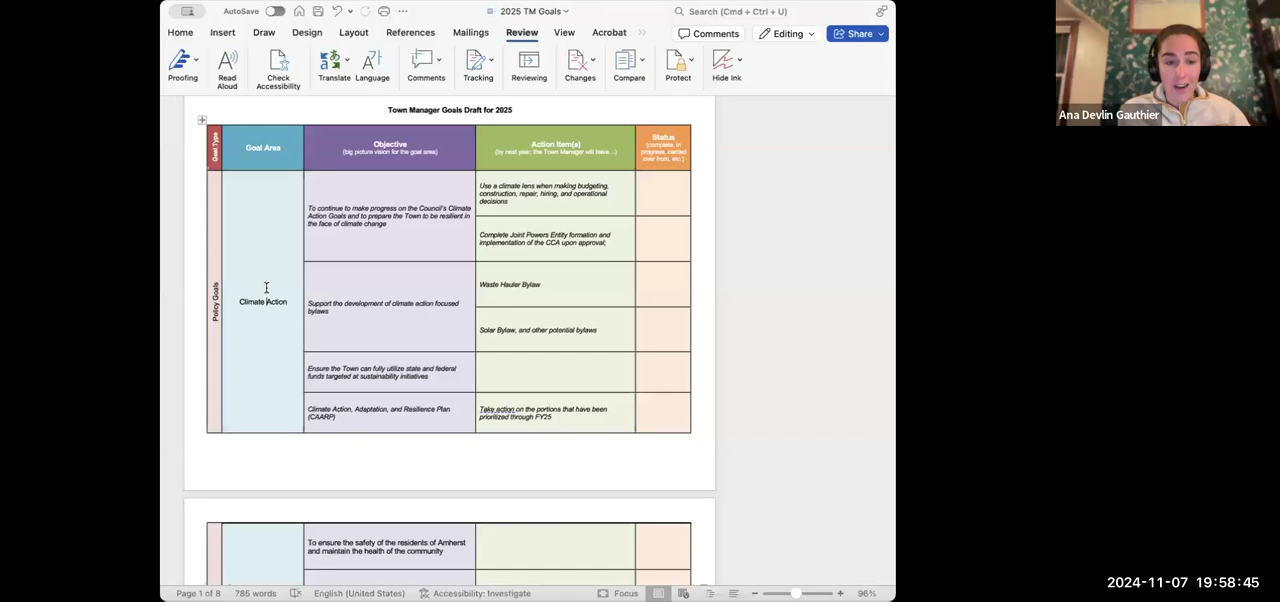 AutoSave
2025 TM Goals
Search (Cmd + Ctrl + U)
Home
Insert
Draw
Design
Layout
References
Mailings
Review
View
Acrobat
Comments
Editing
Share
Proofing
Read
Aloud
Check
Accessibility
Translate
Language
Comments
Tracking
Reviewing
Changes
Compare
Protect
Hide Ink
Town Manager Goals Draft for 2025
Goal Type
Goal Area
Objective
(big picture vision for the goal area)
Action Item(s)
(by next year, the Town Manager will have...)
Status
(complete, in
progress, carried
over from, etc.)
Policy Goals
Climate Action
To continue to make progress on the Council's Climate
Action Goals and to prepare the Town to be resilient in
the face of climate change
Use a climate lens when making budgeting,
construction, repair, hiring, and operational
decisions
Complete Joint Powers Entity formation and
implementation of the CCA upon approval;
Support the development of climate action focused
bylaws
Waste Hauler Bylaw
Solar Bylaw, and other potential bylaws
Ensure the Town can fully utilize state and federal
funds targeted at sustainability initiatives
Climate Action, Adaptation, and Resilience Plan
(CAARP)
Take action on the portions that have been
prioritized through FY25
To ensure the safety of the residents of Amherst
and maintain the health of the community
Page 1 of 8
785 words
English (United States)
Accessibility: Investigate
Focus
96%
Ana Devlin Gauthier
2024-11-07 19:58:45